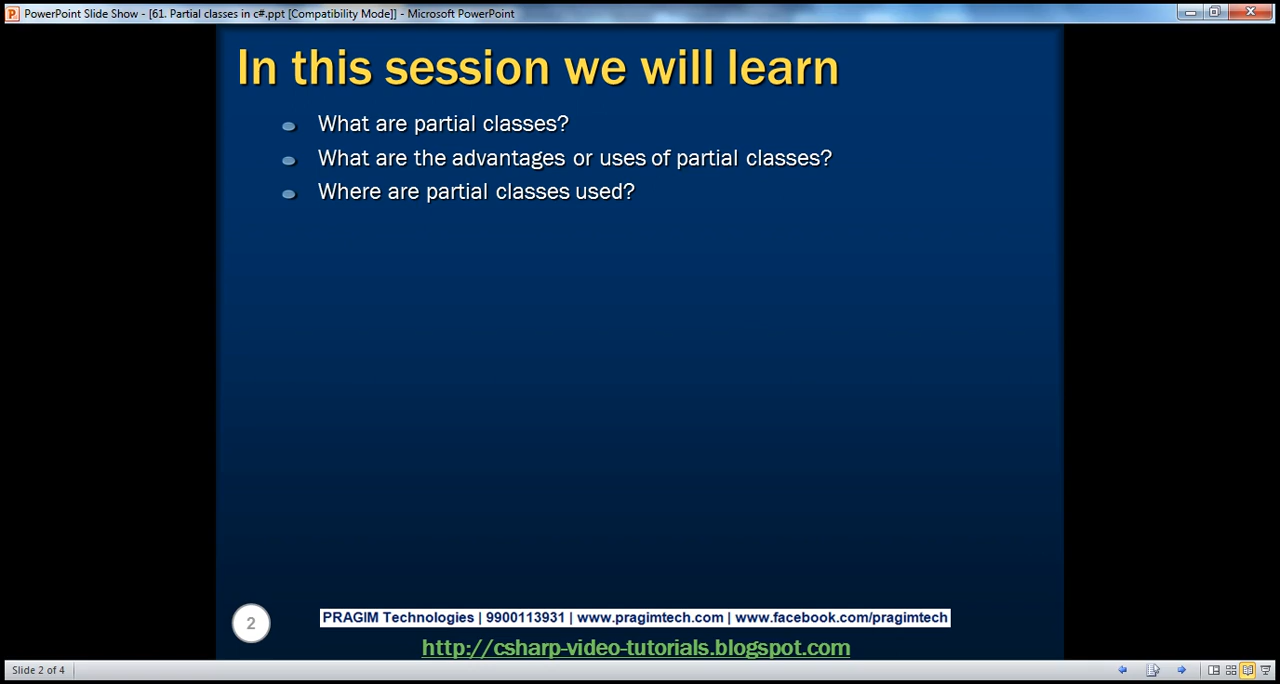 PowerPoint Slide Show - [61. Partial classes in c#.ppt [Compatibility Mode]] - Microsoft PowerPoint
In this session we will learn
What are partial classes?
What are the advantages or uses of partial classes?
Where are partial classes used?
2
PRAGIM Technologies | 9900113931 | www.pragimtech.com | www.facebook.com/pragimtech
http://csharp-video-tutorials.blogspot.com
Slide 2 of 4